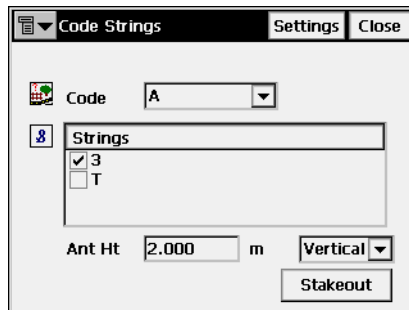 Code Strings Settings Close
Code A
Strings
3
T
Ant Ht 2.000 m Vertical
Stakeout